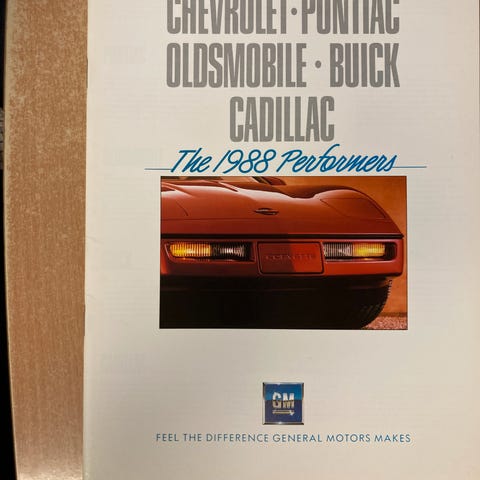 CHEVROLET · PONTIAC
OLDSMOBILE · BUICK
CADILLAC
The 1988 Performers
CORVETTE
GM
FEEL THE DIFFERENCE GENERAL MOTORS MAKES